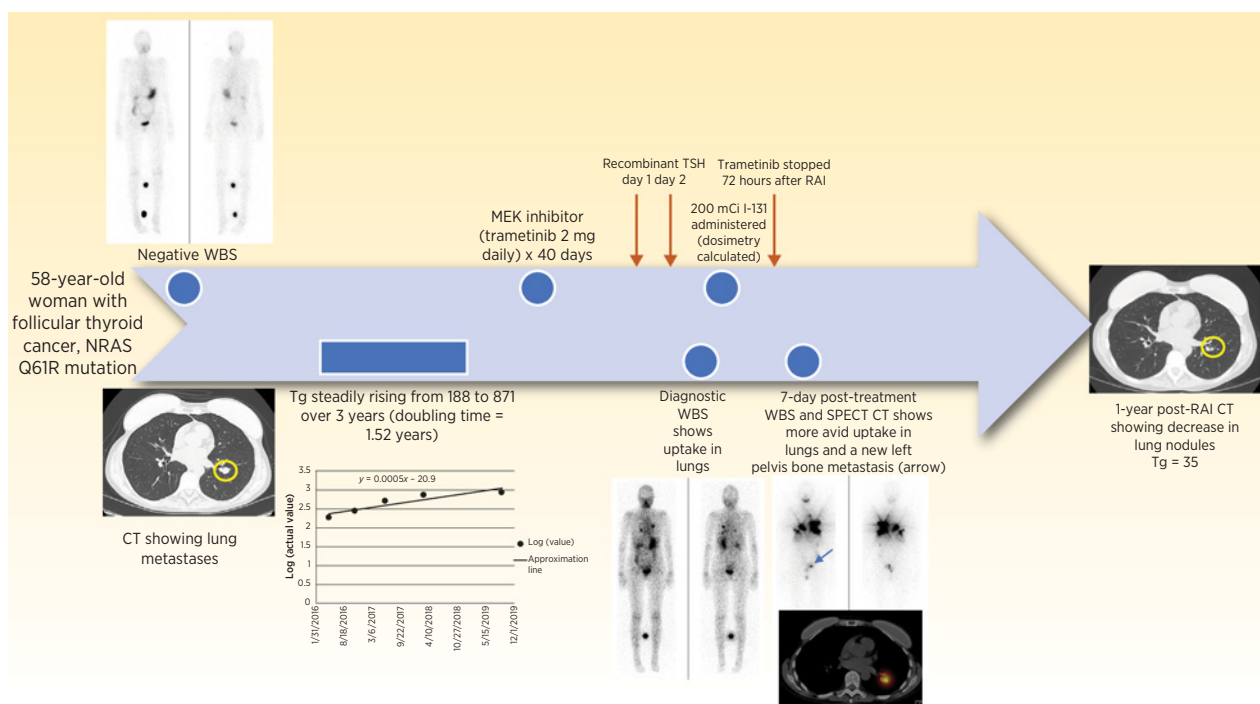 Negative WBS
58-year-old
woman with
follicular thyroid
cancer, NRAS
Q61R mutation
CT showing lung
metastases
Tg steadily rising from 188 to 871
over 3 years (doubling time =
1.52 years)
y = 0.0005x – 20.9
Log (actual value)
3.5
3
2.5
2
1.5
1
0.5
0
1/31/2016
8/18/2016
3/6/2017
9/22/2017
4/10/2018
10/27/2018
5/15/2019
12/1/2019
Log (value)
Approximation
line
MEK inhibitor
(trametinib 2 mg
daily) x 40 days
Recombinant TSH
day 1 day 2
200 mCi I-131
administered
(dosimetry
calculated)
Trametinib stopped
72 hours after RAI
Diagnostic
WBS
shows
uptake in
lungs
7-day post-treatment
WBS and SPECT CT shows
more avid uptake in
lungs and a new left
pelvis bone metastasis (arrow)
1-year post-RAI CT
showing decrease in
lung nodules
Tg = 35